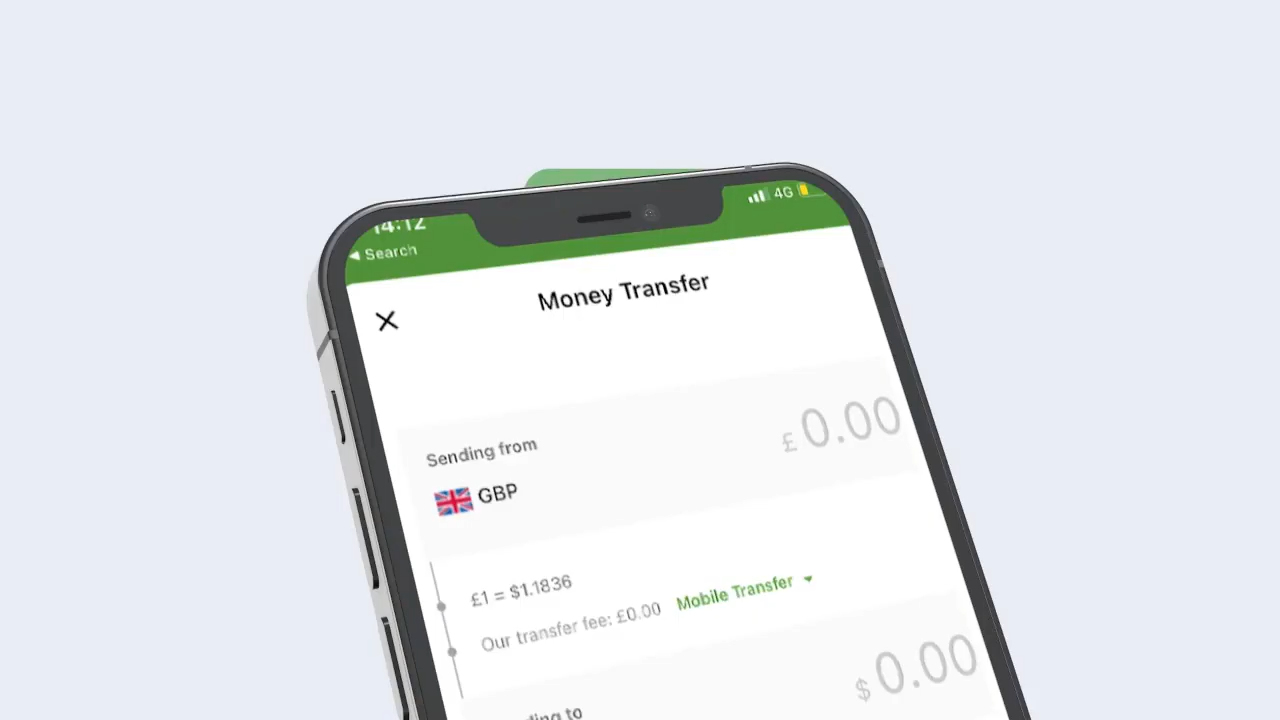 14:12
4G
◀ Search
Money Transfer
Sending from
£ 0.00
GBP
£1 = $1.1836
Our transfer fee: £0.00 Mobile Transfer
$ 0.00
to